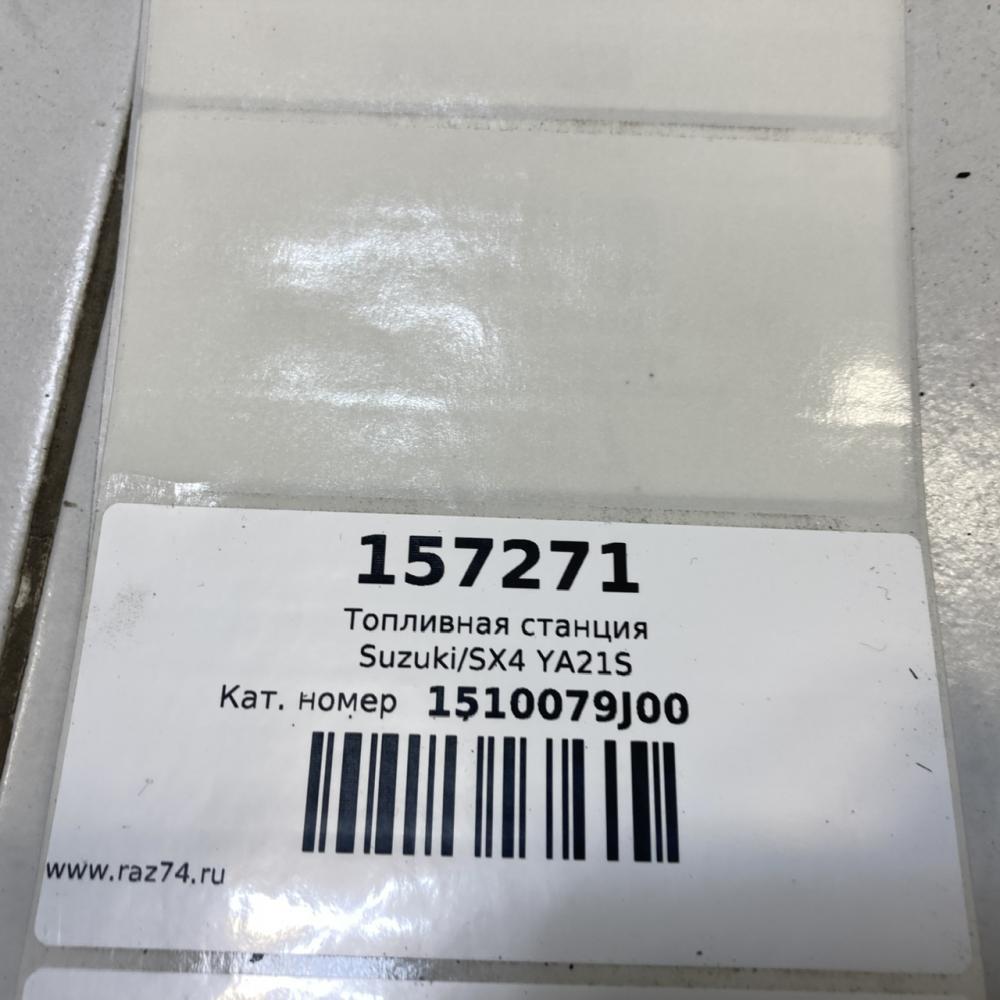 157271
Топливная станция
Suzuki/SX4 YA21S
Кат. номер 1510079J00
www.raz74.ru